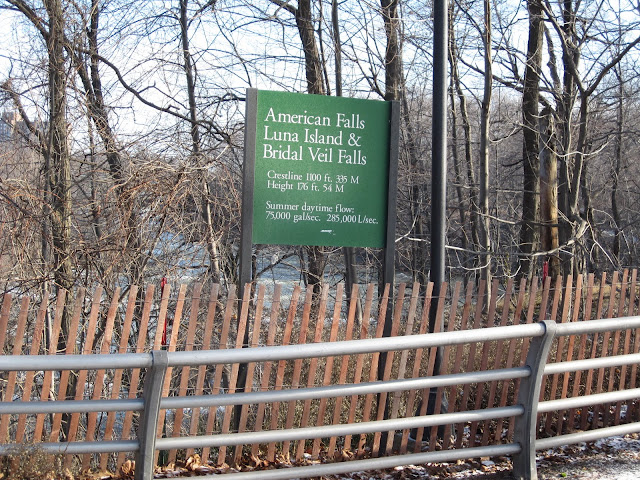 American Falls
Luna Island &
Bridal Veil Falls
Crestline 1100 ft. 335 M
Height 176 ft. 54 M
Summer daytime flow:
75,000 gal/sec. 285,000 L/sec.